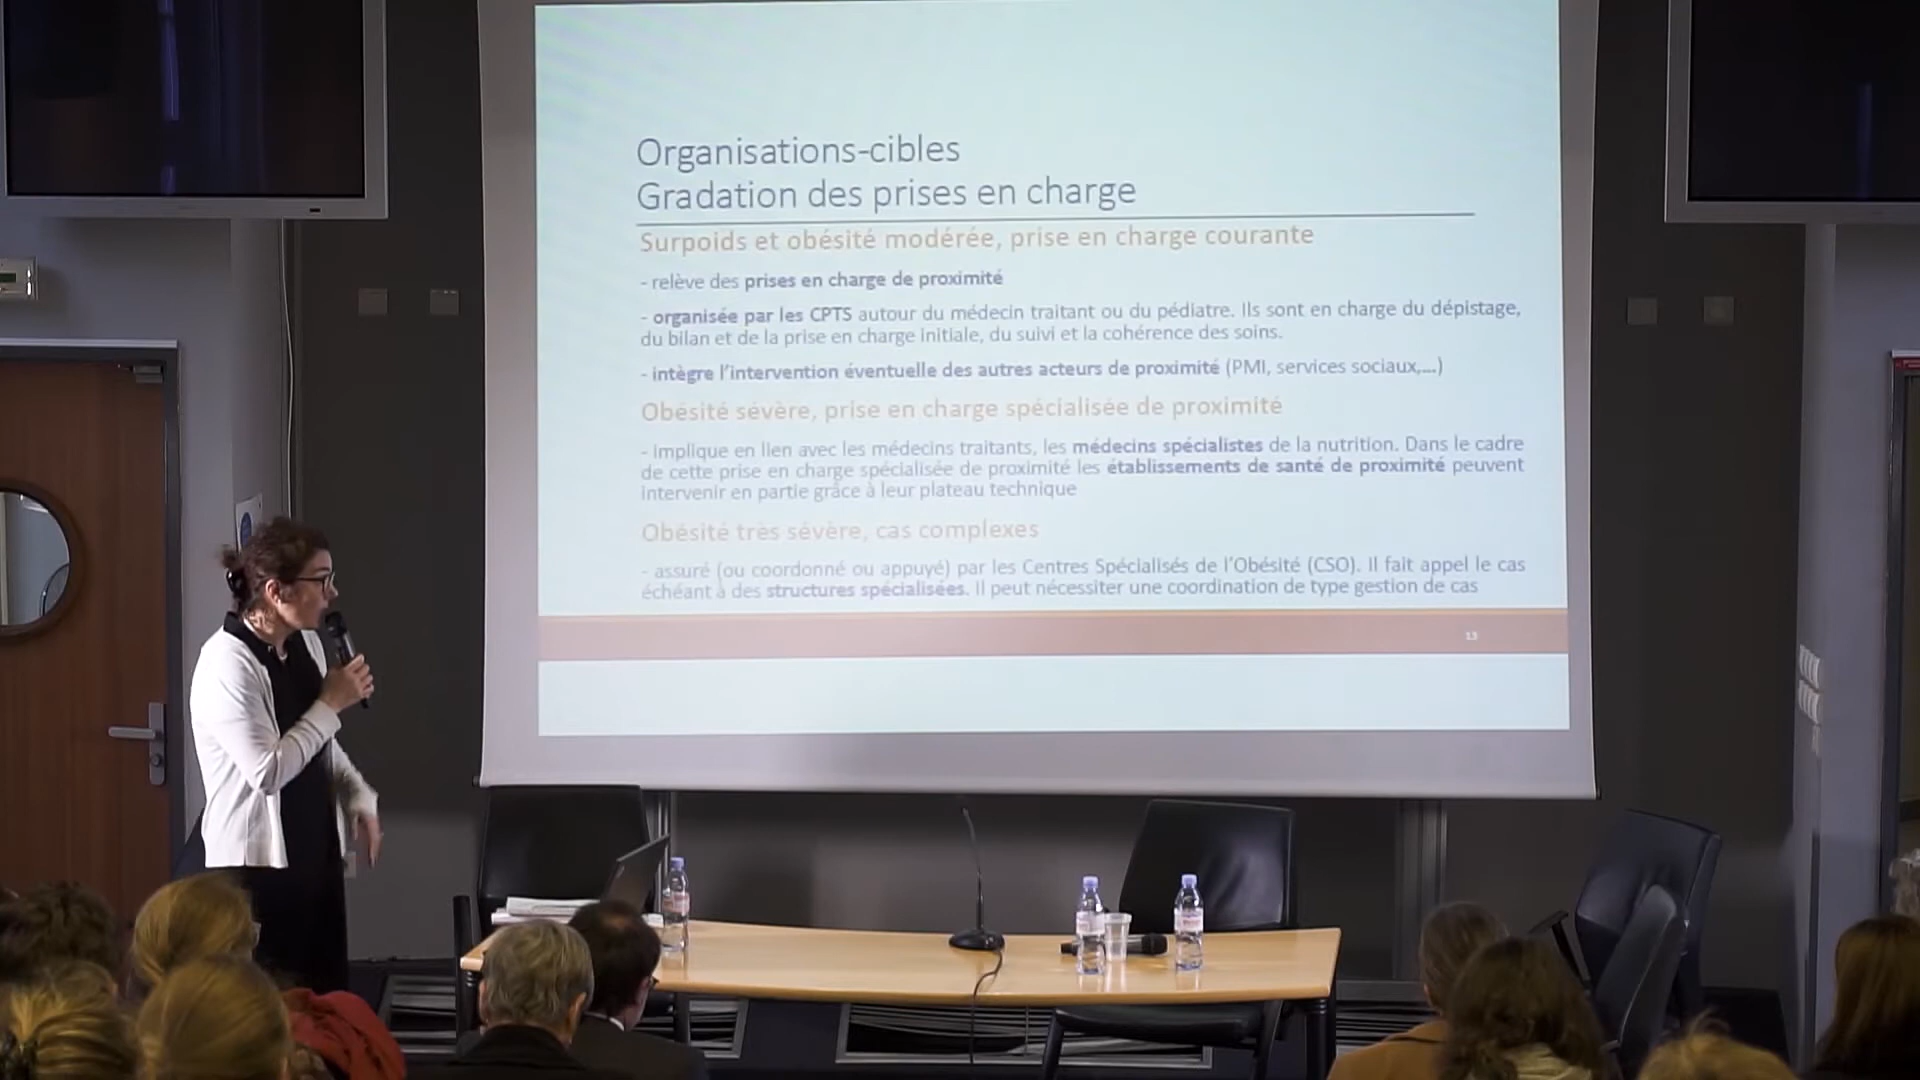 Organisations-cibles
Gradation des prises en charge
Surpoids et obésité modérée, prise en charge courante
- relève des prises en charge de proximité
- organisée par les CPTS autour du médecin traitant ou du pédiatre. Ils sont en charge du dépistage,
du bilan et de la prise en charge initiale, du suivi et la cohérence des soins.
- intègre l'intervention éventuelle des autres acteurs de proximité (PMI, services sociaux,...)
Obésité sévère, prise en charge spécialisée de proximité
- Implique en lien avec les médecins traitants, les médecins spécialistes de la nutrition. Dans le cadre
de cette prise en charge spécialisée de proximité les établissements de santé de proximité peuvent
intervenir en partie grâce à leur plateau technique
Obésité très sévère, cas complexes
- assuré (ou coordonné ou appuyé) par les Centres Spécialisés de l'Obésité (CSO). Il fait appel le cas
échéant à des structures spécialisées. Il peut nécessiter une coordination de type gestion de cas
13